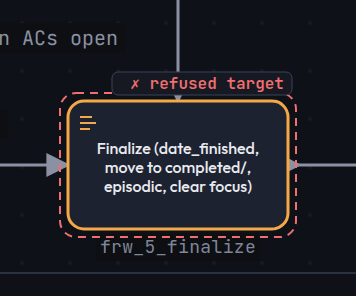 n ACs open
✗ refused target
Finalize (date_finished,
move to completed/,
episodic, clear focus)
frw_5_finalize